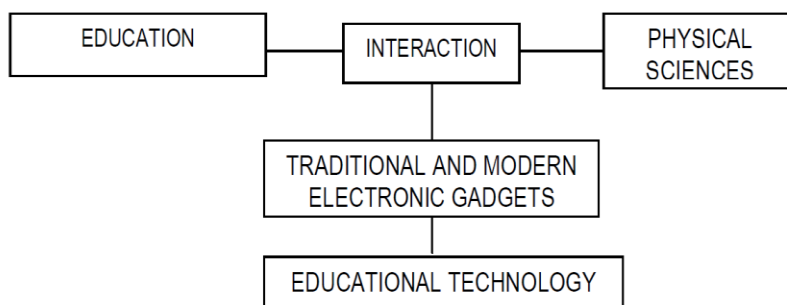 EDUCATION
INTERACTION
PHYSICAL
SCIENCES
TRADITIONAL AND MODERN
ELECTRONIC GADGETS
EDUCATIONAL TECHNOLOGY